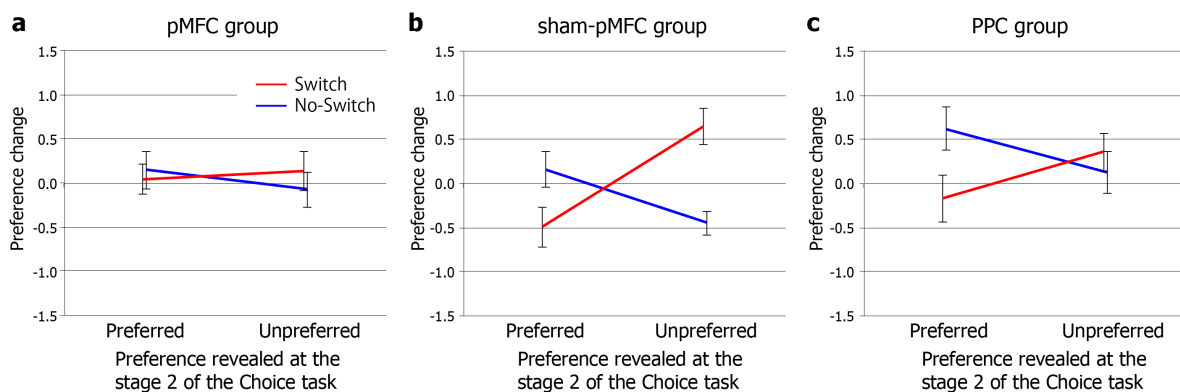 a
pMFC group
1.5
1.0
0.5
0.0
-0.5
-1.0
-1.5
Preference change
Switch
No-Switch
Preferred
Unpreferred
Preference revealed at the
stage 2 of the Choice task
b
sham-pMFC group
1.5
1.0
0.5
0.0
-0.5
-1.0
-1.5
Preference change
Preferred
Unpreferred
Preference revealed at the
stage 2 of the Choice task
c
PPC group
1.5
1.0
0.5
0.0
-0.5
-1.0
-1.5
Preference change
Preferred
Unpreferred
Preference revealed at the
stage 2 of the Choice task